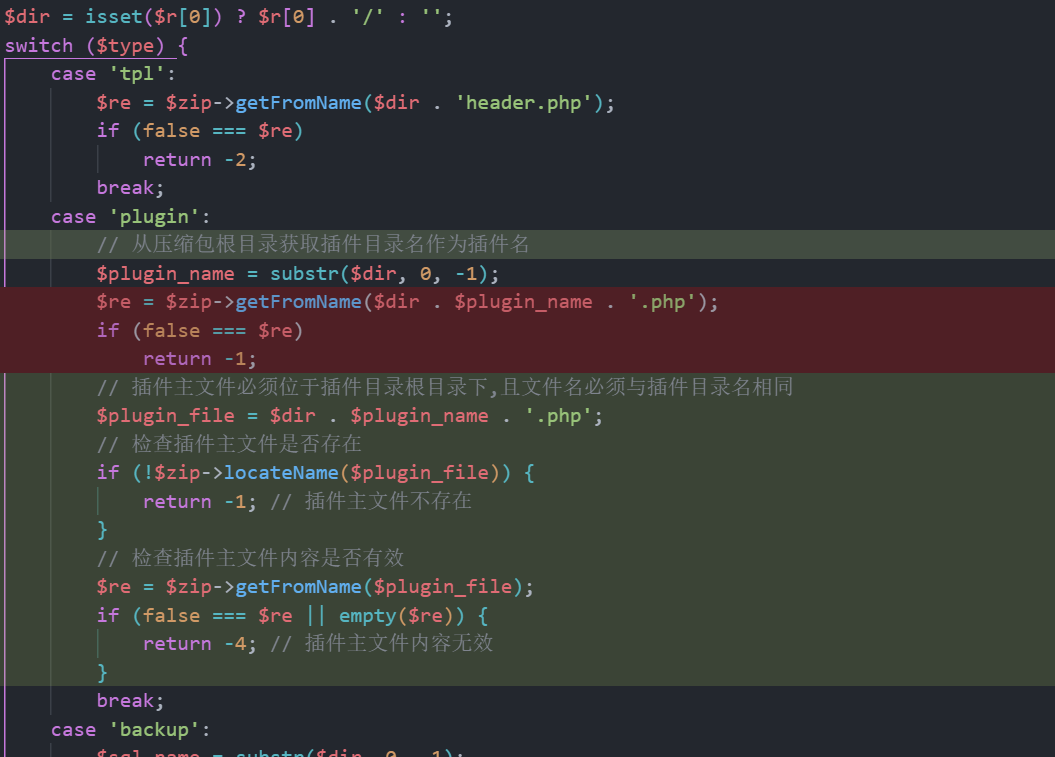 $dir = isset($r[0]) ? $r[0] . '/' : '';
switch ($type) {
case 'tpl':
$re = $zip->getFromName($dir . 'header.php');
if (false === $re)
return -2;
break;
case 'plugin':
// 从压缩包根目录获取插件目录名作为插件名
$plugin_name = substr($dir, 0, -1);
$re = $zip->getFromName($dir . $plugin_name . '.php');
if (false === $re)
return -1;
// 插件主文件必须位于插件目录根目录下,且文件名必须与插件目录名相同
$plugin_file = $dir . $plugin_name . '.php';
// 检查插件主文件是否存在
if (!$zip->locateName($plugin_file)) {
return -1; // 插件主文件不存在
}
// 检查插件主文件内容是否有效
$re = $zip->getFromName($plugin_file);
if (false === $re || empty($re)) {
return -4; // 插件主文件内容无效
}
break;
case 'backup':
$sql_name = substr($dir, 0, -1);